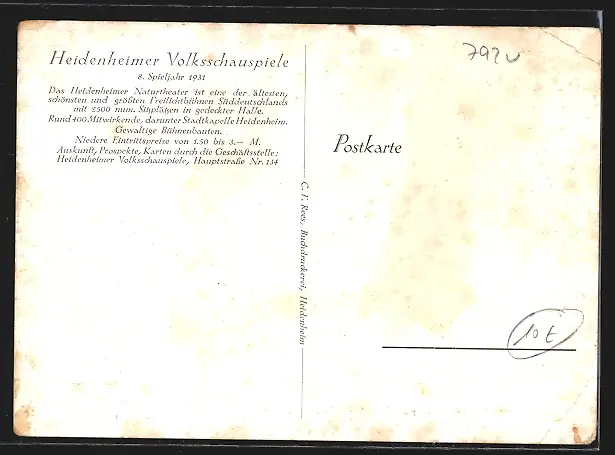 Heidenheimer Volksschauspiele
8. Spieljahr 1931
Das Heidenheimer Naturtheater ist eine der ältesten,
schönsten und größten Freilichtbühnen Süddeutschlands
mit 2500 num. Sitzplätzen in gedeckter Halle.
Rund 400 Mitwirkende, darunter Stadtkapelle Heidenheim.
Gewaltige Bühnenbauten.
Niedere Eintrittspreise von 1.50 bis 3.— M.
Auskunft, Prospekte, Karten durch die Geschäftsstelle:
Heidenheimer Volksschauspiele, Hauptstraße Nr. 134
C. F. Rees, Buchdruckerei, Heidenheim
Postkarte
10 t